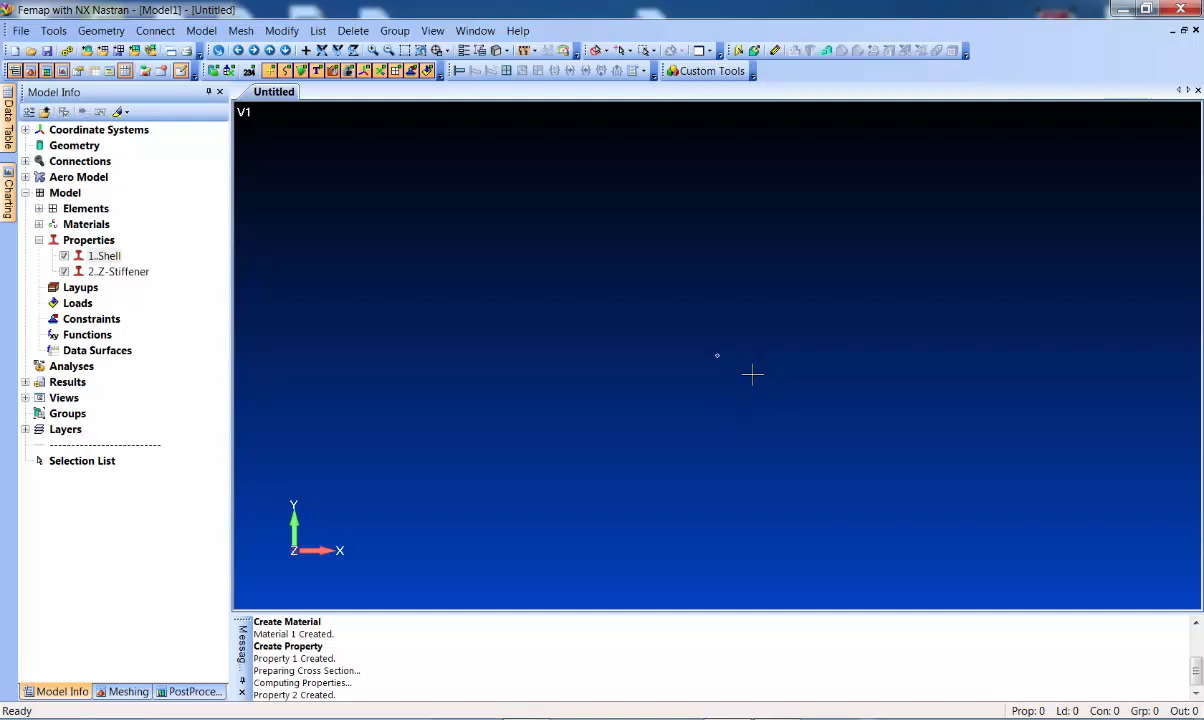 Femap with NX Nastran - [Model1] - [Untitled]
File Tools Geometry Connect Model Mesh Modify List Delete Group View Window Help
Custom Tools
Model Info
Untitled
Data Table
Charting
V1
Coordinate Systems
Geometry
Connections
Aero Model
Model
Elements
Materials
Properties
1..Shell
2..Z-Stiffener
Layups
Loads
Constraints
Functions
Data Surfaces
Analyses
Results
Views
Groups
Layers
Selection List
Y
Z X
Messag...
Create Material
Material 1 Created.
Create Property
Property 1 Created.
Preparing Cross Section...
Computing Properties...
Property 2 Created.
Model Info Meshing PostProce...
Ready Prop: 0 Ld: 0 Con: 0 Grp: 0 Out: 0